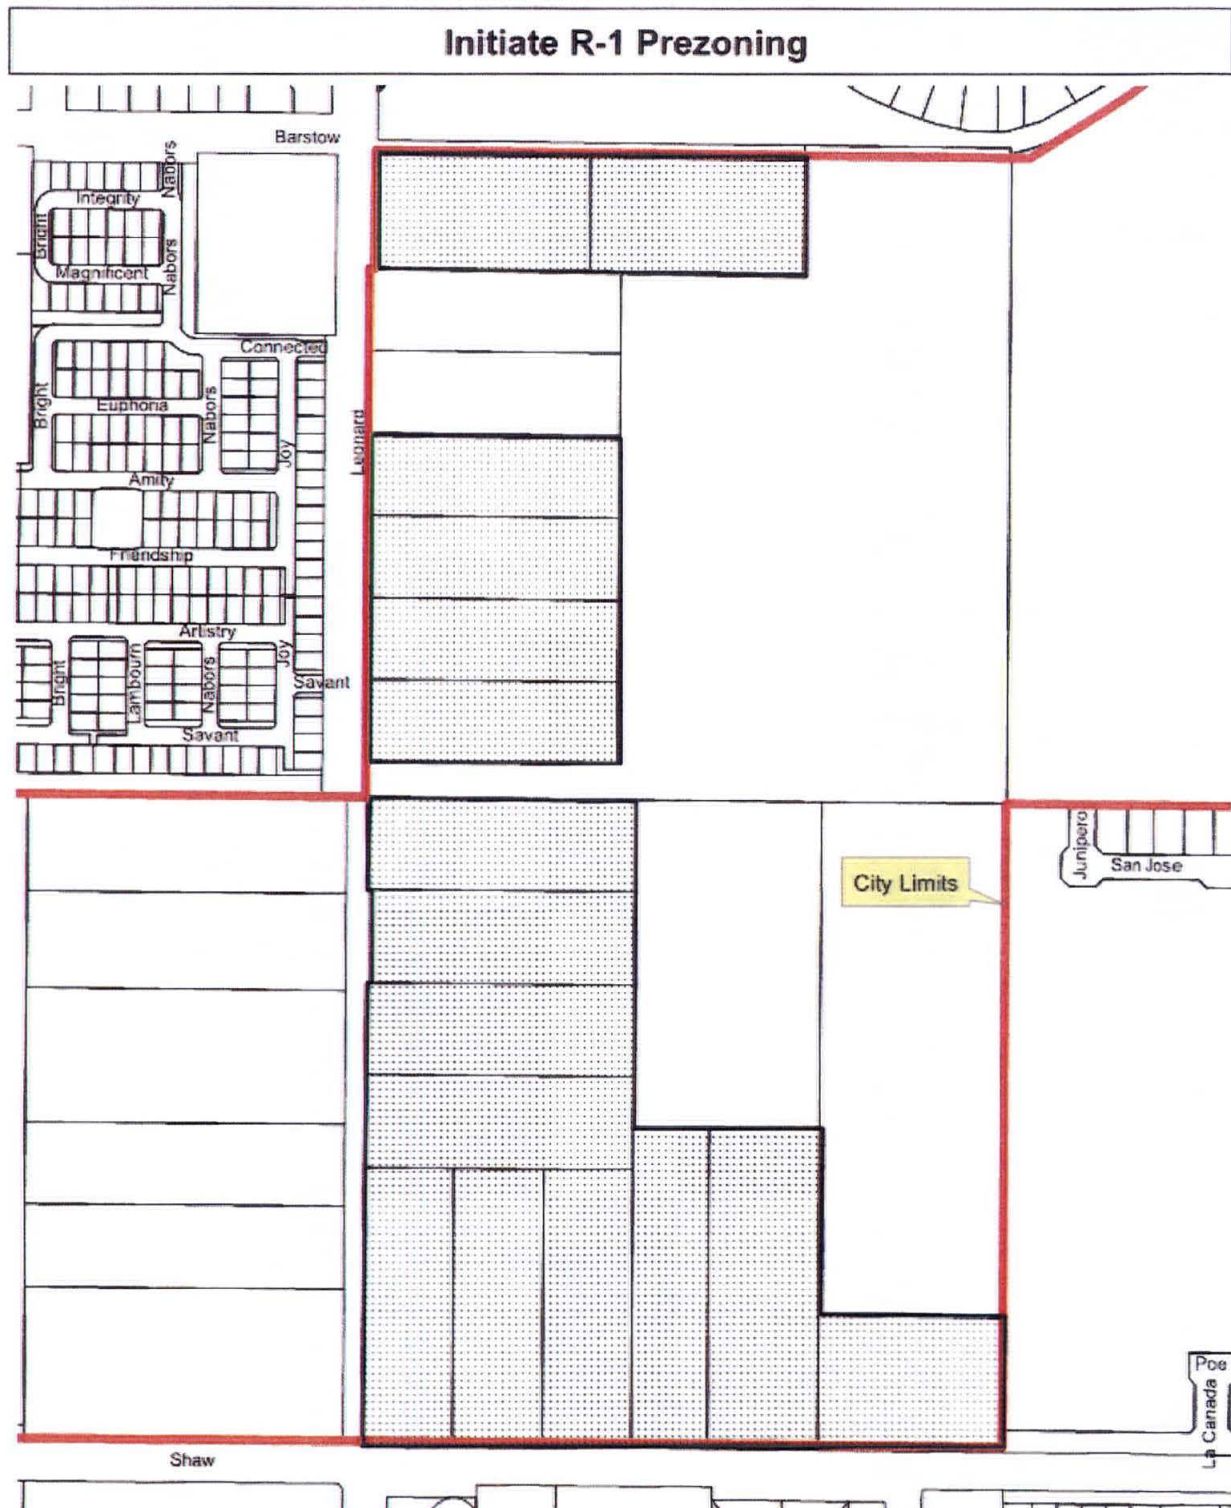 Initiate R-1 Prezoning
Barstow
Nabors
Integrity
Bright
Nabors
Magnificent
Connected
Bright
Euphoria
Nabors
Joy
Leonard
Amity
Friendship
Artistry
Joy
Bright
Lambourn
Nabors
Savant
Savant
Junipero
San Jose
City Limits
Poe
La Canada
Shaw